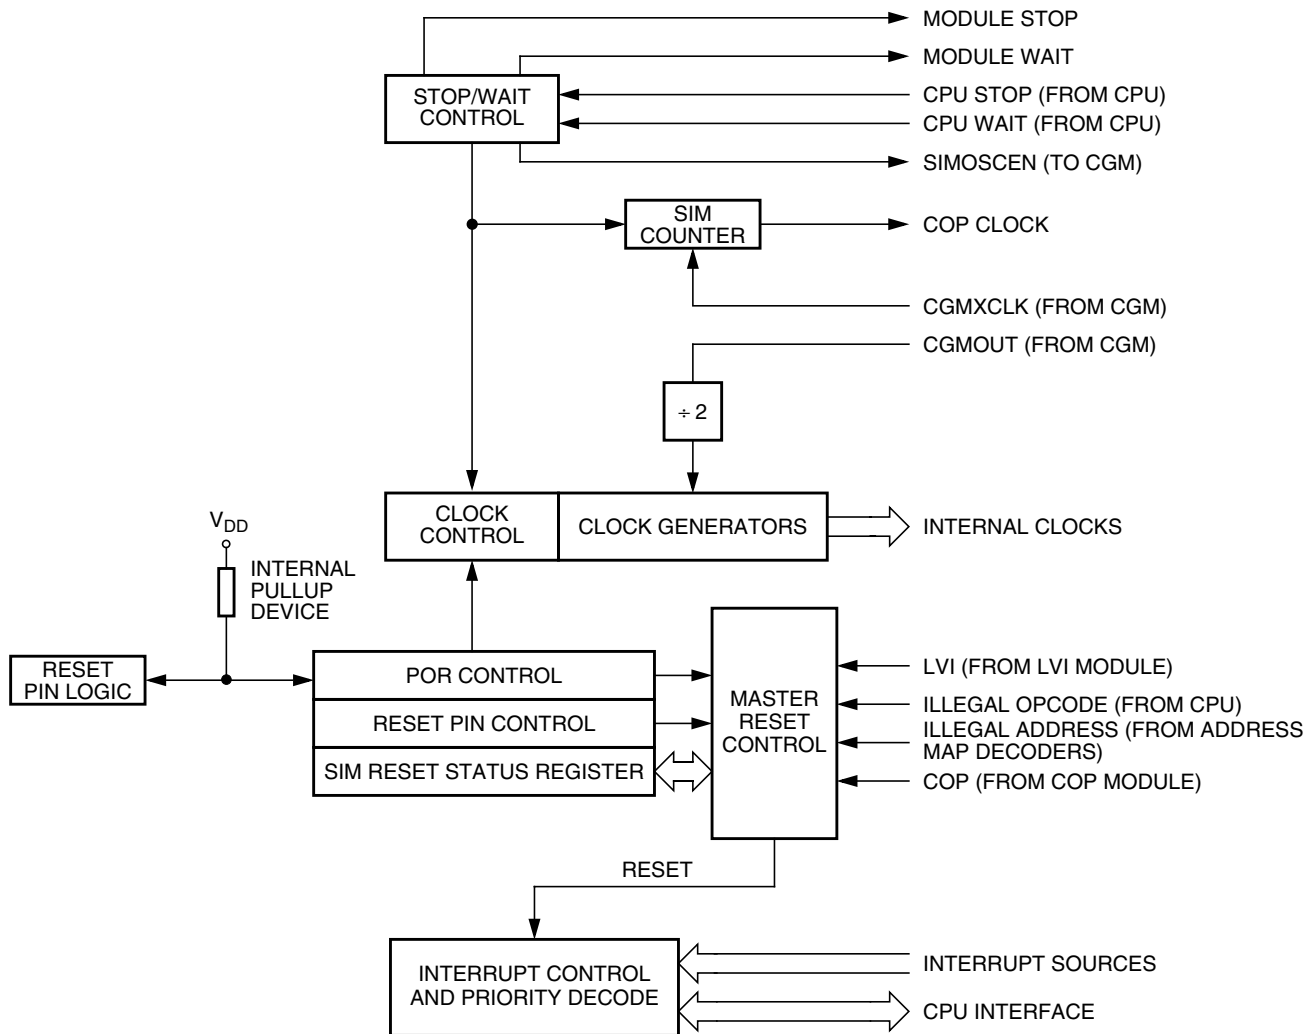 MODULE STOP
MODULE WAIT
STOP/WAIT
CONTROL
CPU STOP (FROM CPU)
CPU WAIT (FROM CPU)
SIMOSCEN (TO CGM)
SIM
COUNTER
COP CLOCK
CGMXCLK (FROM CGM)
CGMOUT (FROM CGM)
÷ 2
CLOCK
CONTROL
CLOCK GENERATORS
INTERNAL CLOCKS
VDD
INTERNAL
PULLUP
DEVICE
RESET
PIN LOGIC
POR CONTROL
RESET PIN CONTROL
SIM RESET STATUS REGISTER
MASTER
RESET
CONTROL
LVI (FROM LVI MODULE)
ILLEGAL OPCODE (FROM CPU)
ILLEGAL ADDRESS (FROM ADDRESS
MAP DECODERS)
COP (FROM COP MODULE)
RESET
INTERRUPT CONTROL
AND PRIORITY DECODE
INTERRUPT SOURCES
CPU INTERFACE